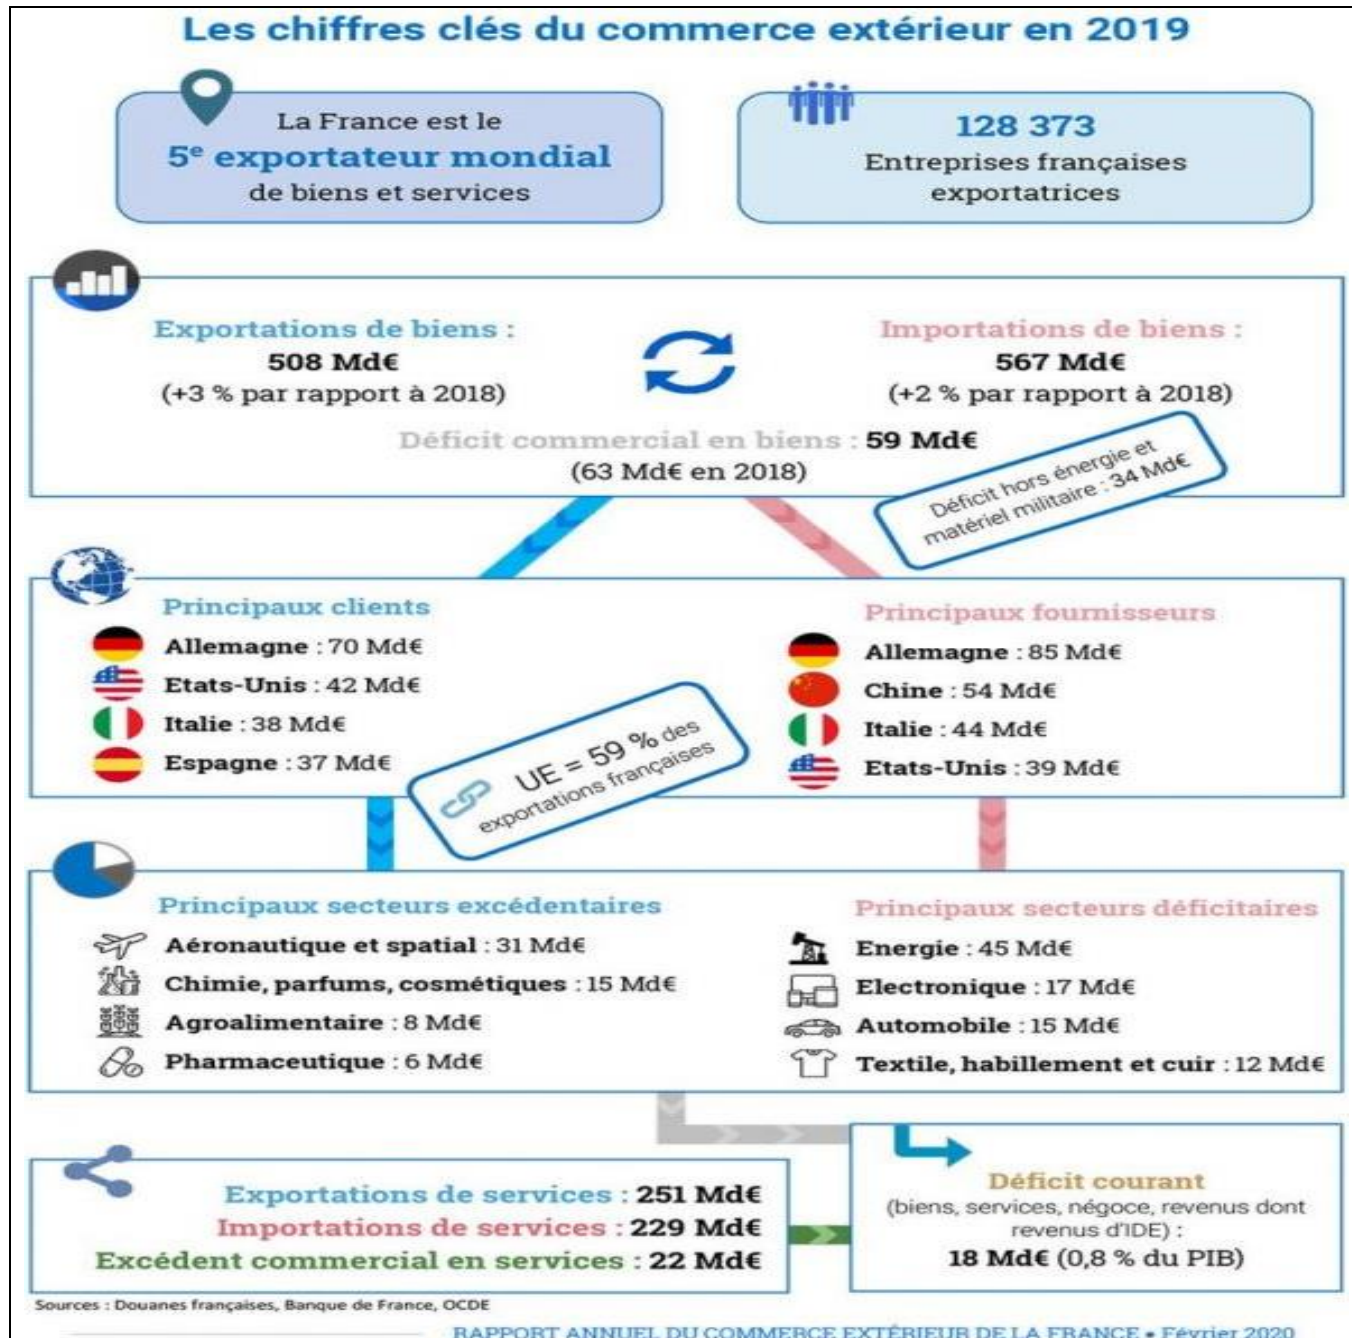 Les chiffres clés du commerce extérieur en 2019
La France est le
5e exportateur mondial
de biens et services
128 373
Entreprises françaises
exportatrices
Exportations de biens :
508 Md€
(+3 % par rapport à 2018)
Importations de biens :
567 Md€
(+2 % par rapport à 2018)
Déficit commercial en biens : 59 Md€
(63 Md€ en 2018)
Déficit hors énergie et
matériel militaire : 34 Md€
Principaux clients
Allemagne : 70 Md€
Etats-Unis : 42 Md€
Italie : 38 Md€
Espagne : 37 Md€
Principaux fournisseurs
Allemagne : 85 Md€
Chine : 54 Md€
Italie : 44 Md€
Etats-Unis : 39 Md€
UE = 59 % des
exportations françaises
Principaux secteurs excédentaires
Aéronautique et spatial : 31 Md€
Chimie, parfums, cosmétiques : 15 Md€
Agroalimentaire : 8 Md€
Pharmaceutique : 6 Md€
Principaux secteurs déficitaires
Energie : 45 Md€
Electronique : 17 Md€
Automobile : 15 Md€
Textile, habillement et cuir : 12 Md€
Exportations de services : 251 Md€
Importations de services : 229 Md€
Excédent commercial en services : 22 Md€
Déficit courant
(biens, services, négoce, revenus dont
revenus d'IDE) :
18 Md€ (0,8 % du PIB)
Sources : Douanes françaises, Banque de France, OCDE
RAPPORT ANNUEL DU COMMERCE EXTÉRIEUR DE LA FRANCE • Février 2020